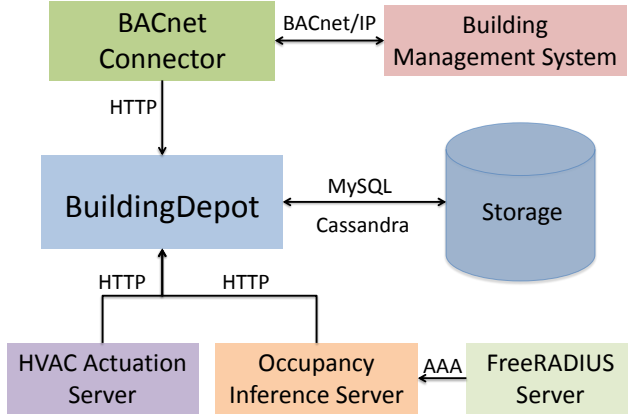 BACnet
Connector
BACnet/IP
Building
Management System
HTTP
BuildingDepot
MySQL
Cassandra
Storage
HTTP
HTTP
HVAC Actuation
Server
Occupancy
Inference Server
AAA
FreeRADIUS
Server